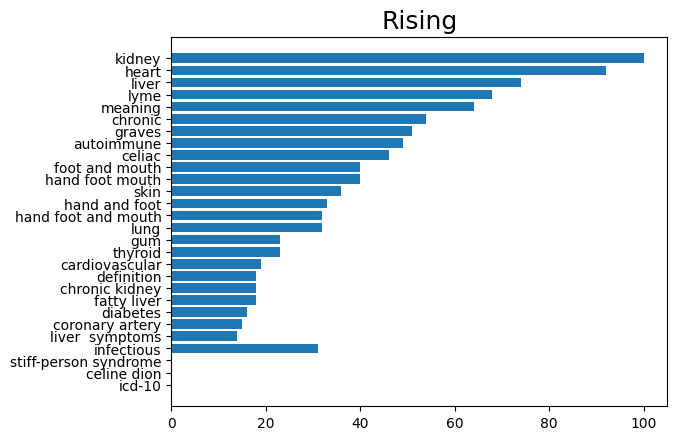 Rising
kidney
heart
liver
lyme
meaning
chronic
graves
autoimmune
celiac
foot and mouth
hand foot mouth
skin
hand and foot
hand foot and mouth
lung
gum
thyroid
cardiovascular
definition
chronic kidney
fatty liver
diabetes
coronary artery
liver  symptoms
infectious
stiff-person syndrome
celine dion
icd-10
0 20 40 60 80 100